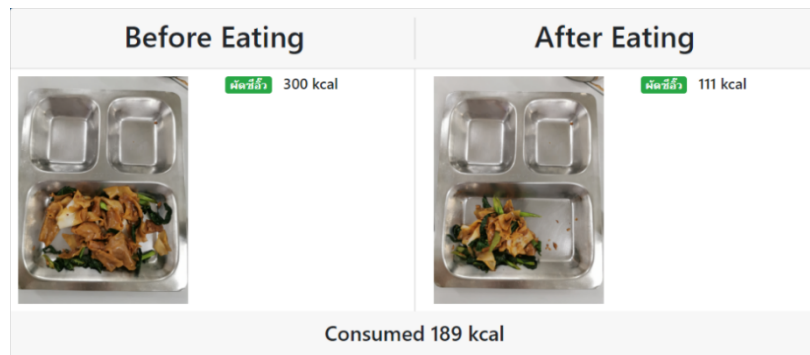 Before Eating
After Eating
ผัดซีอิ๊ว 300 kcal
ผัดซีอิ๊ว 111 kcal
Consumed 189 kcal